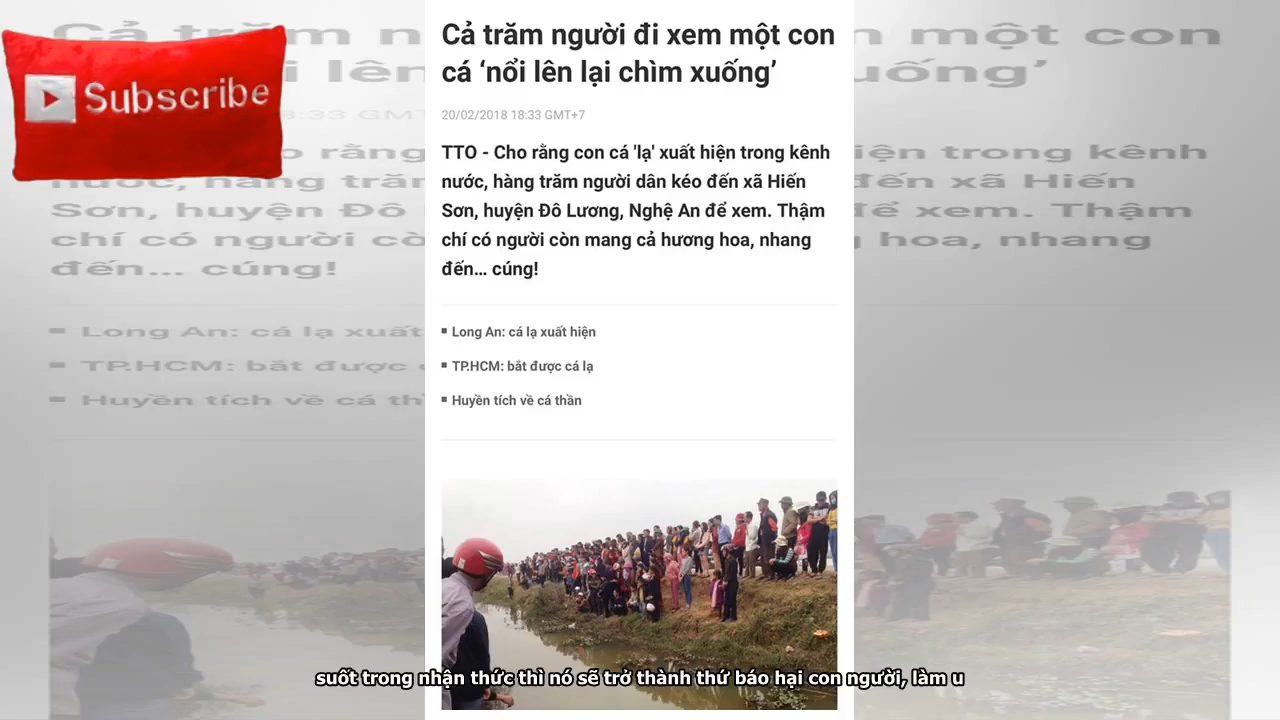 Subscribe
Cả trăm người đi xem một con
cá ‘nổi lên lại chìm xuống’
20/02/2018 18:33 GMT+7
TTO - Cho rằng con cá 'lạ' xuất hiện trong kênh
nước, hàng trăm người dân kéo đến xã Hiến
Sơn, huyện Đô Lương, Nghệ An để xem. Thậm
chí có người còn mang cả hương hoa, nhang
đến... cúng!
Long An: cá lạ xuất hiện
TP.HCM: bắt được cá lạ
Huyền tích về cá thần
suốt trong nhận thức thì nó sẽ trở thành thứ báo hại con người, làm u